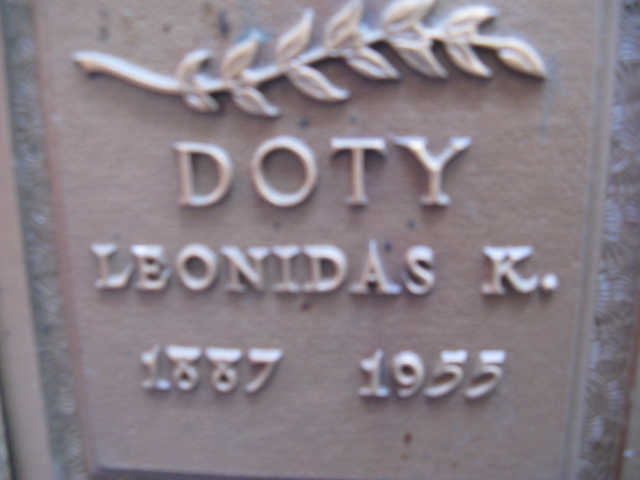 DOTY
LEONIDAS K.
1887 1955